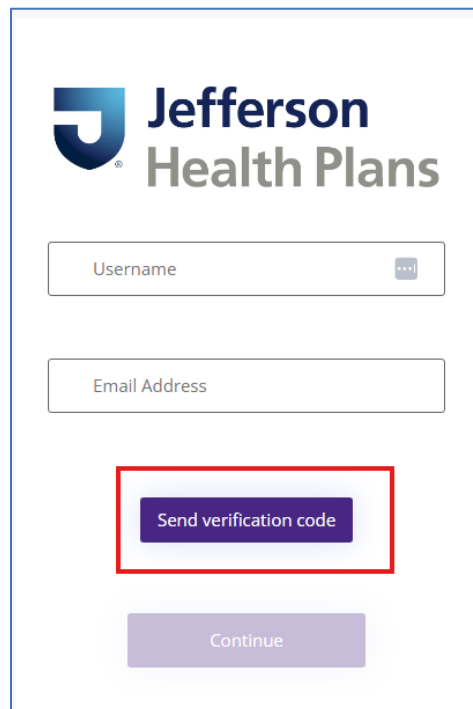 Jefferson
Health Plans
®
Username
Email Address
Send verification code
Continue